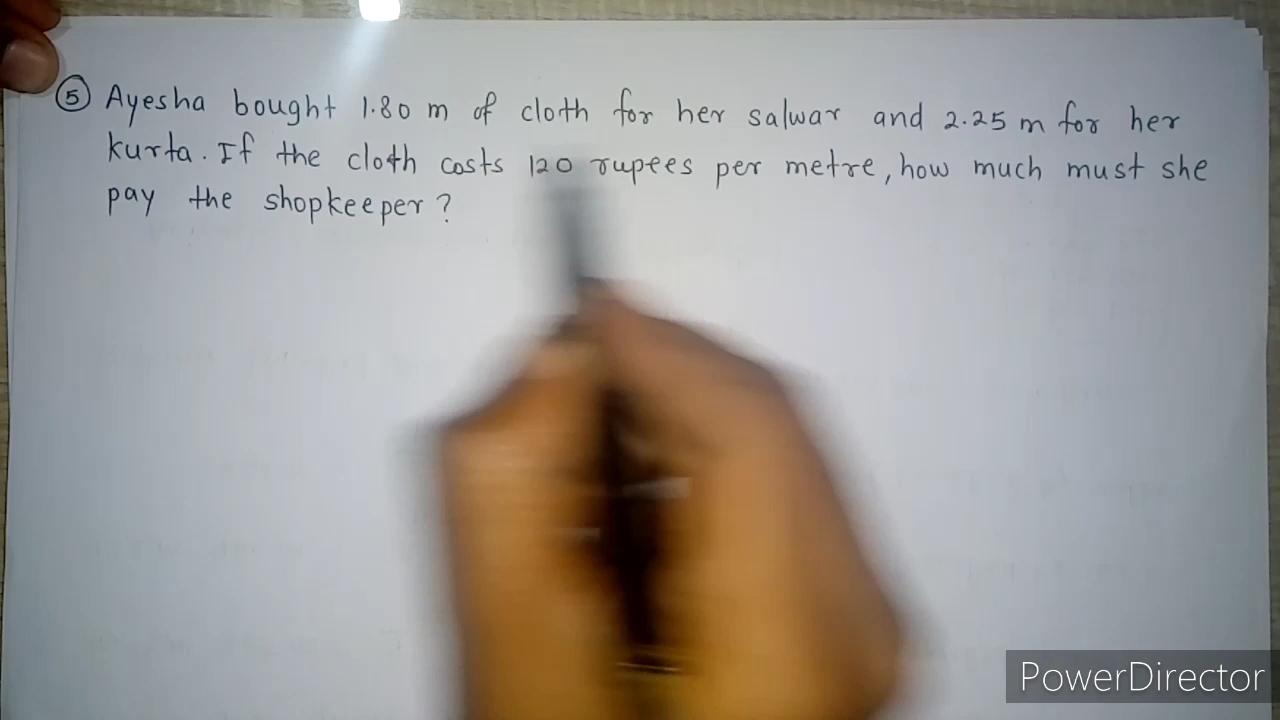 ⑤ Ayesha bought 1.80 m of cloth for her salwar and 2.25 m for her
kurta. If the cloth costs 120 rupees per metre, how much must she
pay the shopkeeper?
PowerDirector